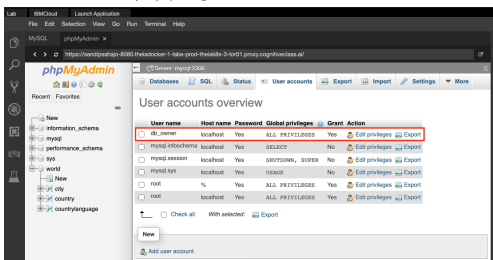 Lab IBMCloud Launch Application
File Edit Selection View Go Run Terminal Help
MySQL phpMyAdmin ×
https://sandipsahajo-8080.theiadocker-1-labs-prod-theiak8s-3-tor01.proxy.cognitiveclass.ai/
phpMyAdmin
Recent Favorites
New
information_schema
mysql
performance_schema
sys
world
New
city
country
countrylanguage
Server: mysql:3306
Databases SQL Status User accounts Export Import Settings More
User accounts overview
User name Host name Password Global privileges Grant Action
db_owner localhost Yes ALL PRIVILEGES Yes Edit privileges Export
mysql.infoschema localhost Yes SELECT No Edit privileges Export
mysql.session localhost Yes SHUTDOWN, SUPER No Edit privileges Export
mysql.sys localhost Yes USAGE No Edit privileges Export
root % Yes ALL PRIVILEGES Yes Edit privileges Export
root localhost Yes ALL PRIVILEGES Yes Edit privileges Export
Check all With selected: Export
New
Add user account